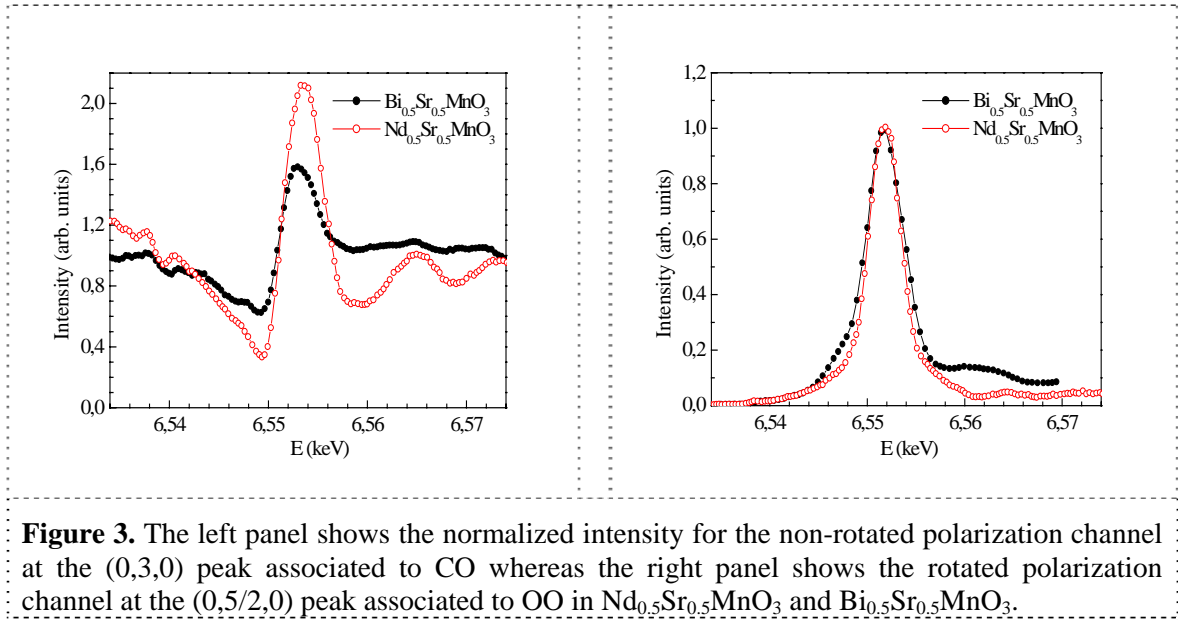 Bi0.5Sr0.5MnO3
Nd0.5Sr0.5MnO3
2,0
1,6
1,2
0,8
0,4
0,0
Intensity (arb. units)
6,54 6,55 6,56 6,57
E (keV)
Bi0.5Sr0.5MnO3
Nd0.5Sr0.5MnO3
1,2
1,0
0,8
0,6
0,4
0,2
0,0
Intensity (arb. units)
6,54 6,55 6,56 6,57
E (keV)
Figure 3. The left panel shows the normalized intensity for the non-rotated polarization channel
at the (0,3,0) peak associated to CO whereas the right panel shows the rotated polarization
channel at the (0,5/2,0) peak associated to OO in Nd0.5Sr0.5MnO3 and Bi0.5Sr0.5MnO3.